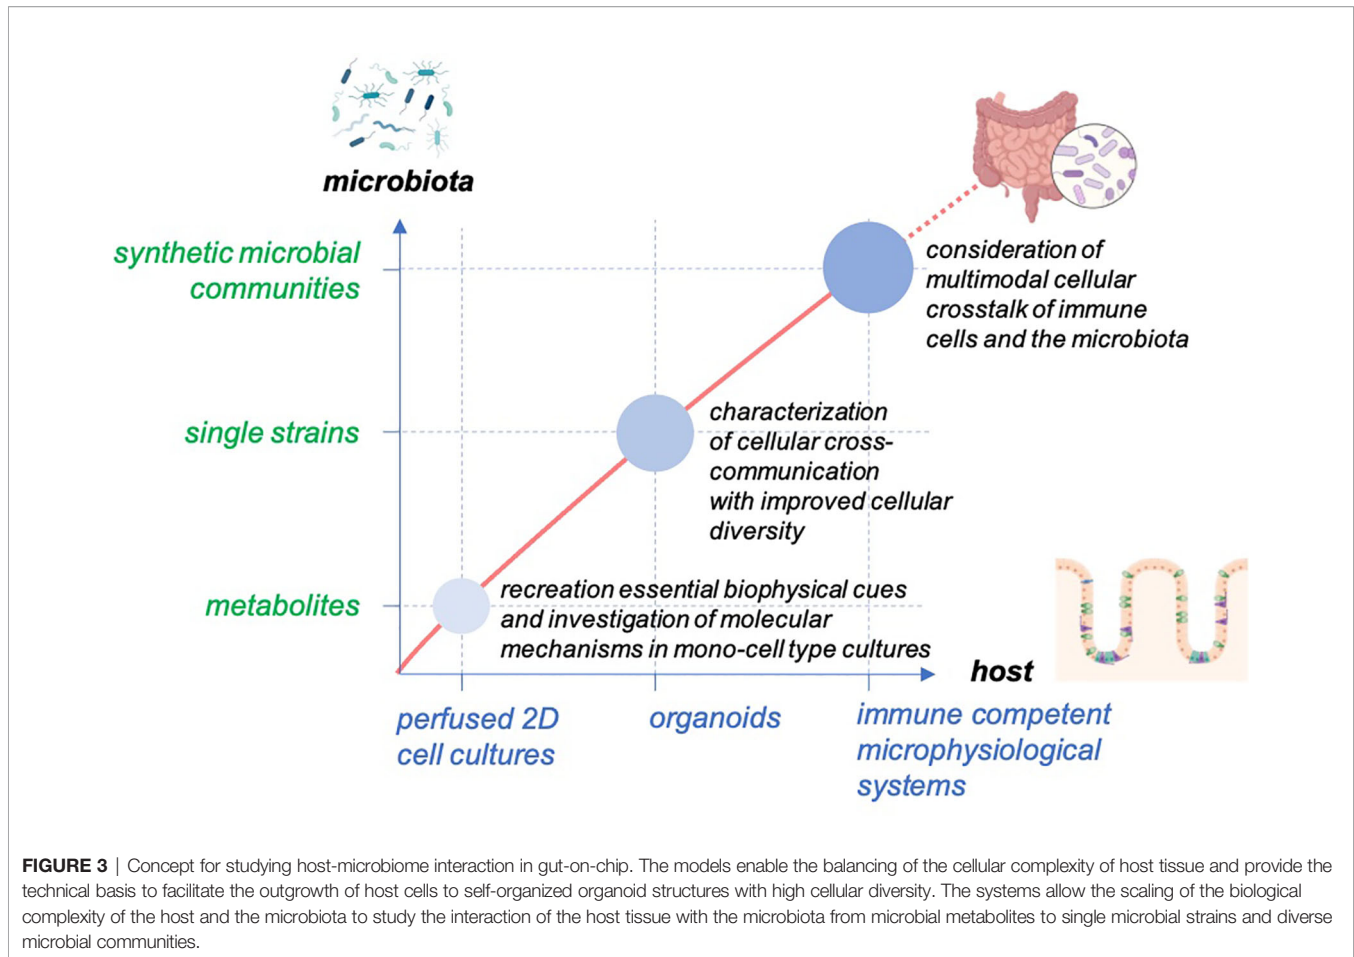 microbiota
synthetic microbial
communities
consideration of
multimodal cellular
crosstalk of immune
cells and the microbiota
single strains
characterization
of cellular cross-
communication
with improved cellular
diversity
metabolites
recreation essential biophysical cues
and investigation of molecular
mechanisms in mono-cell type cultures
host
perfused 2D
cell cultures
organoids
immune competent
microphysiological
systems
FIGURE 3 | Concept for studying host-microbiome interaction in gut-on-chip. The models enable the balancing of the cellular complexity of host tissue and provide the
technical basis to facilitate the outgrowth of host cells to self-organized organoid structures with high cellular diversity. The systems allow the scaling of the biological
complexity of the host and the microbiota to study the interaction of the host tissue with the microbiota from microbial metabolites to single microbial strains and diverse
microbial communities.